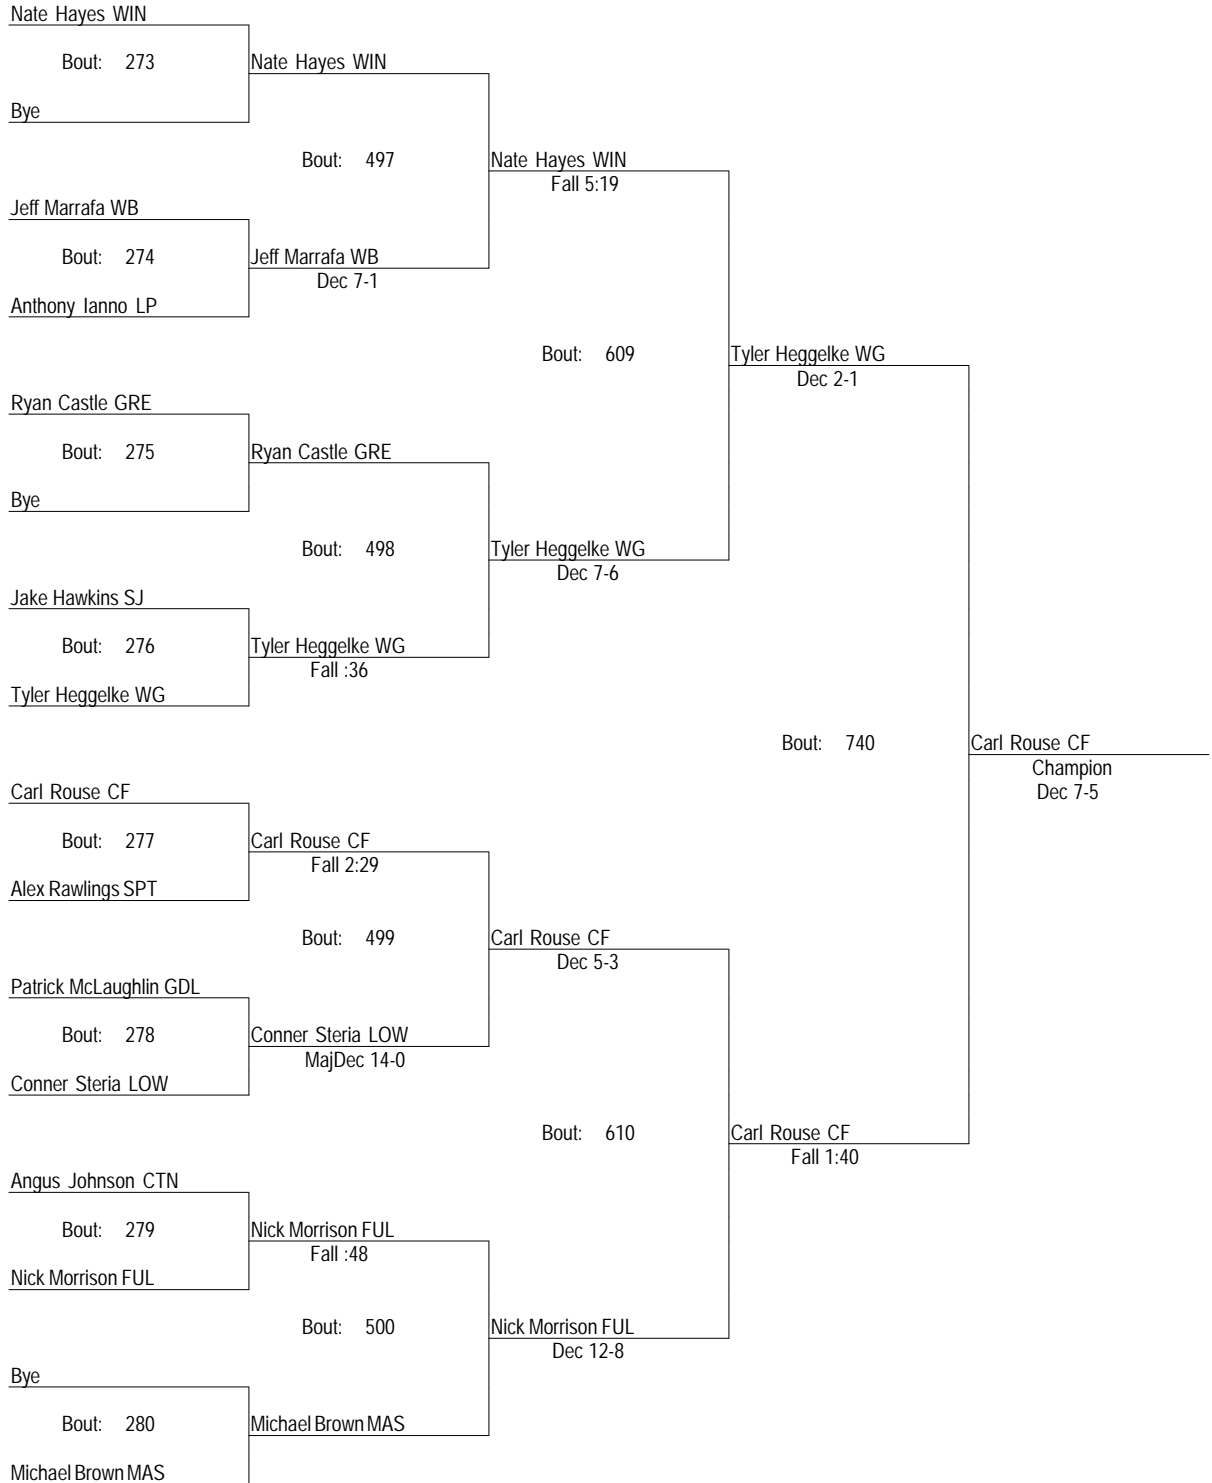 Nate Hayes WIN
Bout: 273
Nate Hayes WIN
Bye
Bout: 497
Nate Hayes WIN
Fall 5:19
Jeff Marrafa WB
Bout: 274
Jeff Marrafa WB
Dec 7-1
Anthony Ianno LP
Bout: 609
Tyler Heggelke WG
Dec 2-1
Ryan Castle GRE
Bout: 275
Ryan Castle GRE
Bye
Bout: 498
Tyler Heggelke WG
Dec 7-6
Jake Hawkins SJ
Bout: 276
Tyler Heggelke WG
Fall :36
Tyler Heggelke WG
Bout: 740
Carl Rouse CF
Champion
Dec 7-5
Carl Rouse CF
Bout: 277
Carl Rouse CF
Fall 2:29
Alex Rawlings SPT
Bout: 499
Carl Rouse CF
Dec 5-3
Patrick McLaughlin GDL
Bout: 278
Conner Steria LOW
MajDec 14-0
Conner Steria LOW
Bout: 610
Carl Rouse CF
Fall 1:40
Angus Johnson CTN
Bout: 279
Nick Morrison FUL
Fall :48
Nick Morrison FUL
Bout: 500
Nick Morrison FUL
Dec 12-8
Bye
Bout: 280
Michael Brown MAS
Michael Brown MAS